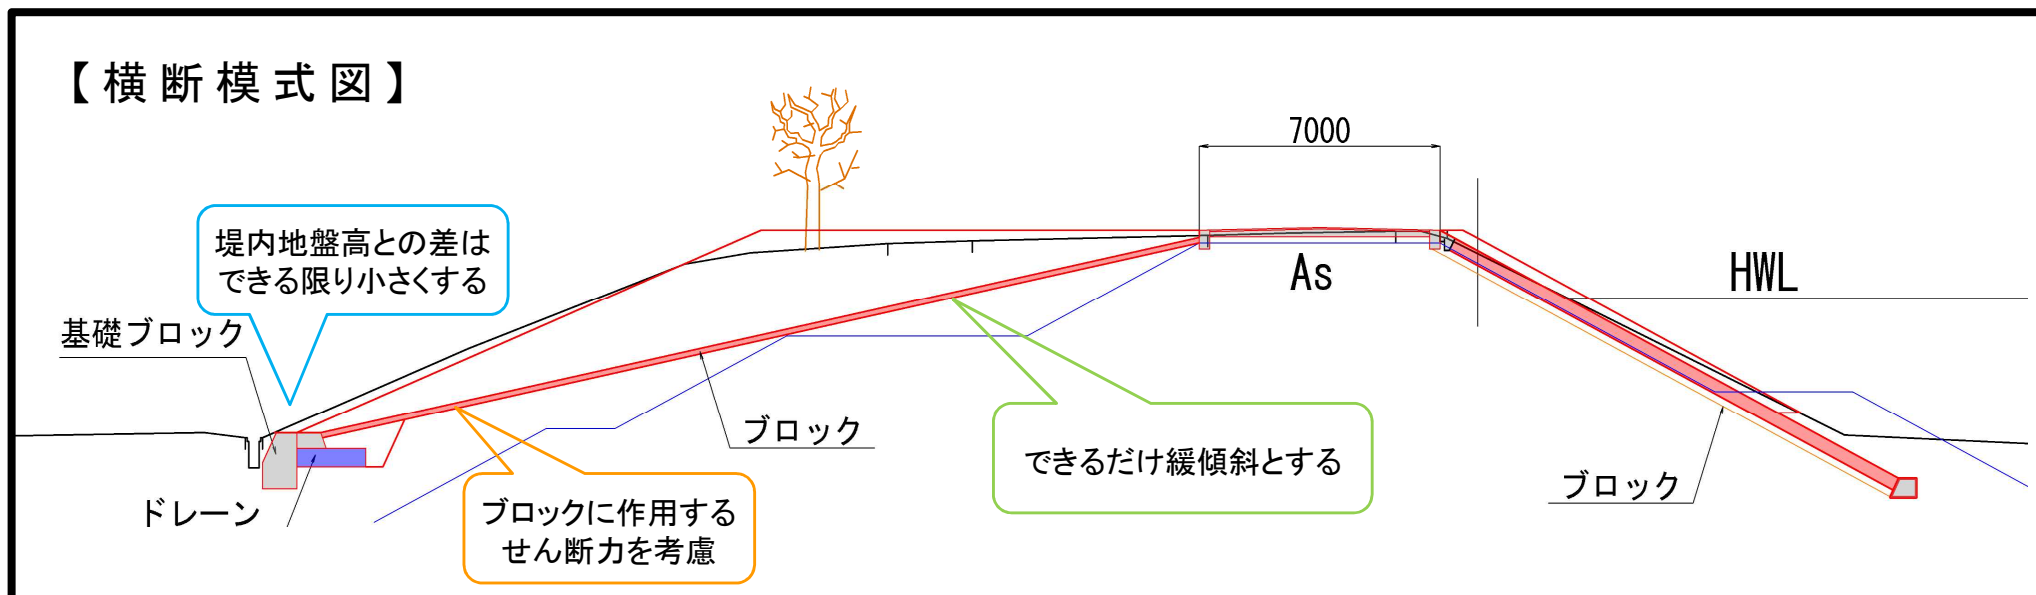 【横断模式図】
7000
堤内地盤高との差は
できる限り小さくする
As
HWL
基礎ブロック
ブロック
できるだけ緩傾斜とする
ブロック
ドレーン
ブロックに作用する
せん断力を考慮